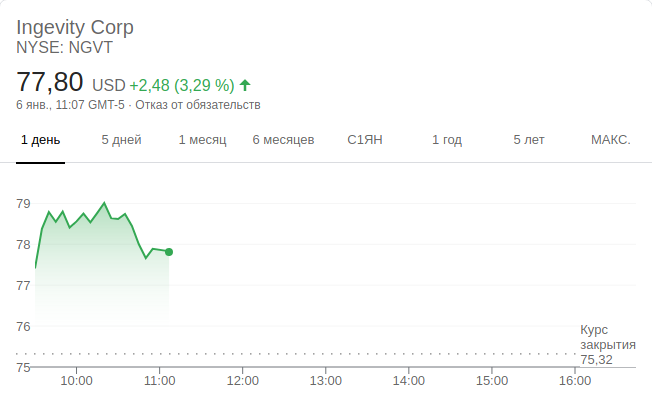 Ingevity Corp
NYSE: NGVT
77,80 USD +2,48 (3,29 %)
6 янв., 11:07 GMT-5 · Отказ от обязательств
1 день 5 дней 1 месяц 6 месяцев С1ЯН 1 год 5 лет МАКС.
79
78
77
76
Курс
закрытия
75,32
75
10:00 11:00 12:00 13:00 14:00 15:00 16:00